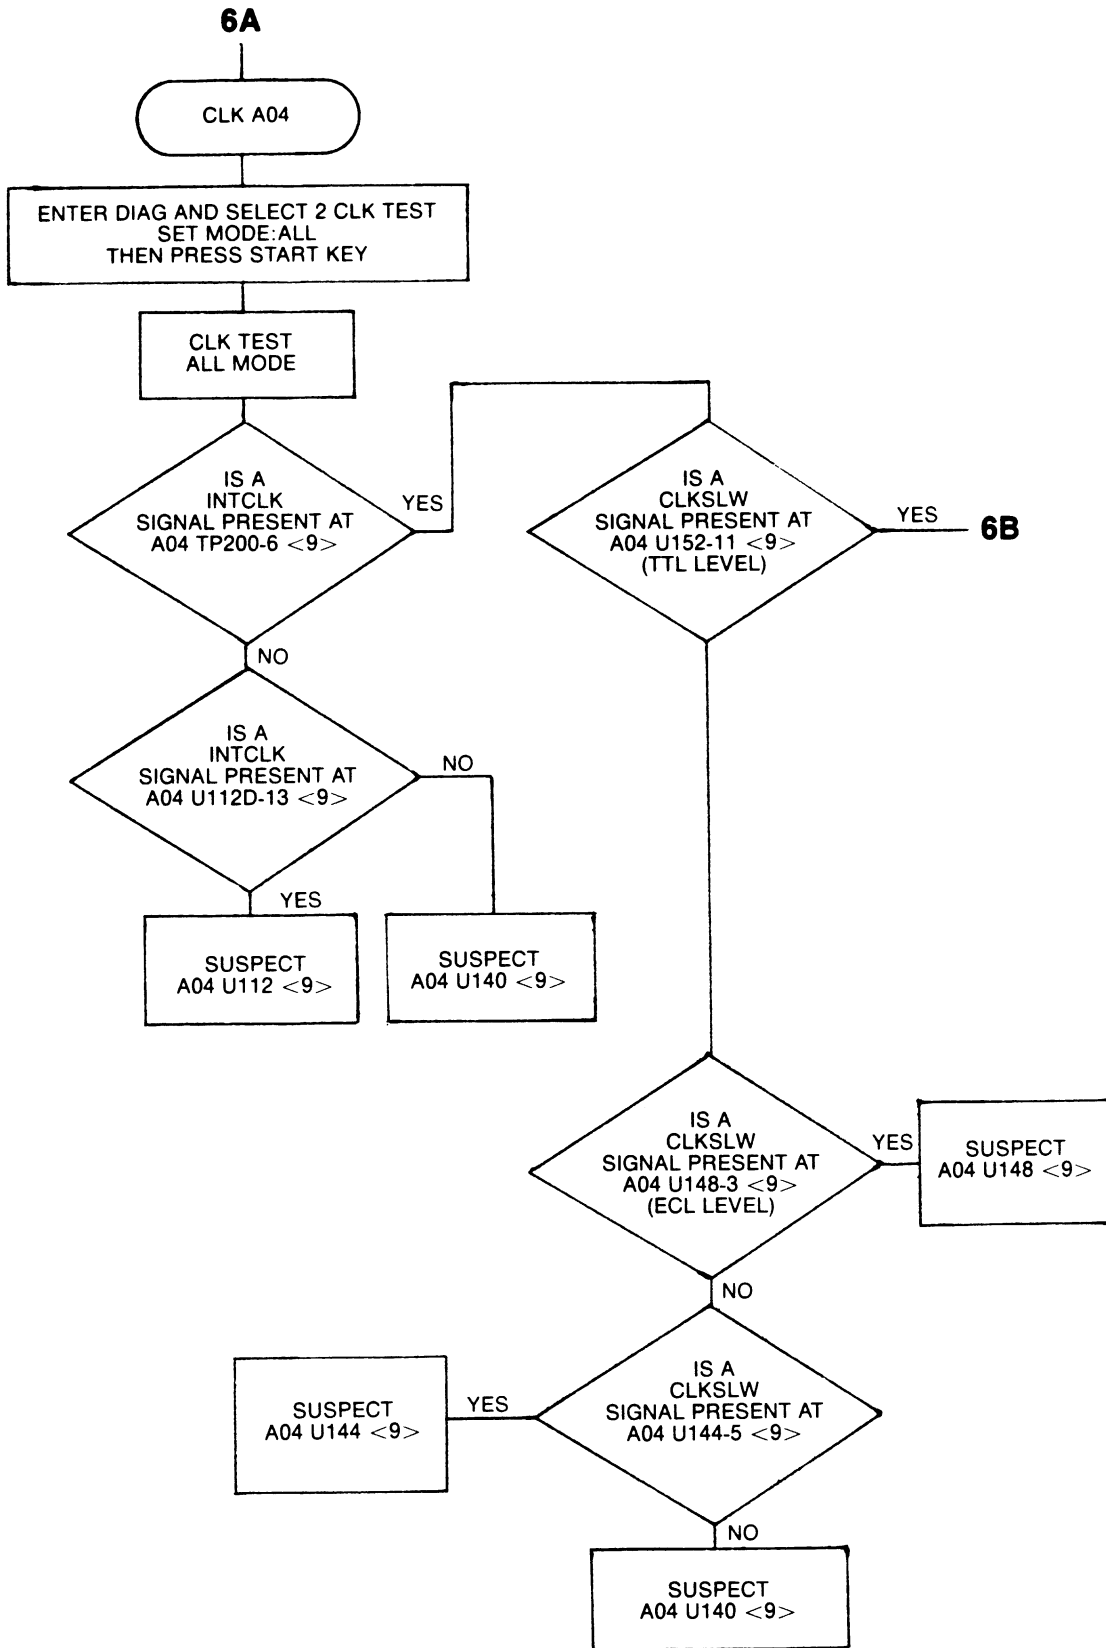 6A
CLK A04
ENTER DIAG AND SELECT 2 CLK TEST
SET MODE:ALL
THEN PRESS START KEY
CLK TEST
ALL MODE
IS A
INTCLK
SIGNAL PRESENT AT
A04 TP200-6 <9>
YES
IS A
CLKSLW
SIGNAL PRESENT AT
A04 U152-11 <9>
(TTL LEVEL)
YES
6B
NO
IS A
INTCLK
SIGNAL PRESENT AT
A04 U112D-13 <9>
NO
YES
SUSPECT
A04 U112 <9>
SUSPECT
A04 U140 <9>
IS A
CLKSLW
SIGNAL PRESENT AT
A04 U148-3 <9>
(ECL LEVEL)
YES
SUSPECT
A04 U148 <9>
NO
IS A
CLKSLW
SIGNAL PRESENT AT
A04 U144-5 <9>
YES
SUSPECT
A04 U144 <9>
NO
SUSPECT
A04 U140 <9>